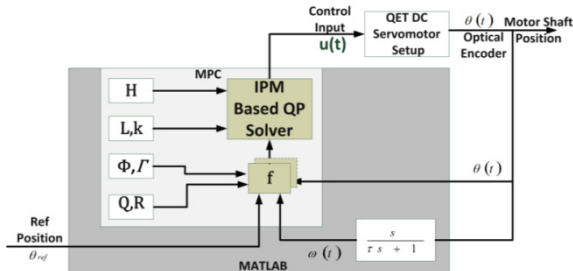 Control
Input
u(t)
QET DC
Servomotor
Setup
θ(t)
Motor Shaft
Optical
Encoder
Position
MPC
H
IPM
Based QP
Solver
L,k
Φ,Γ
f
Q,R
θ(t)
Ref
Position
θref
ω(t)
s
τ s + 1
MATLAB